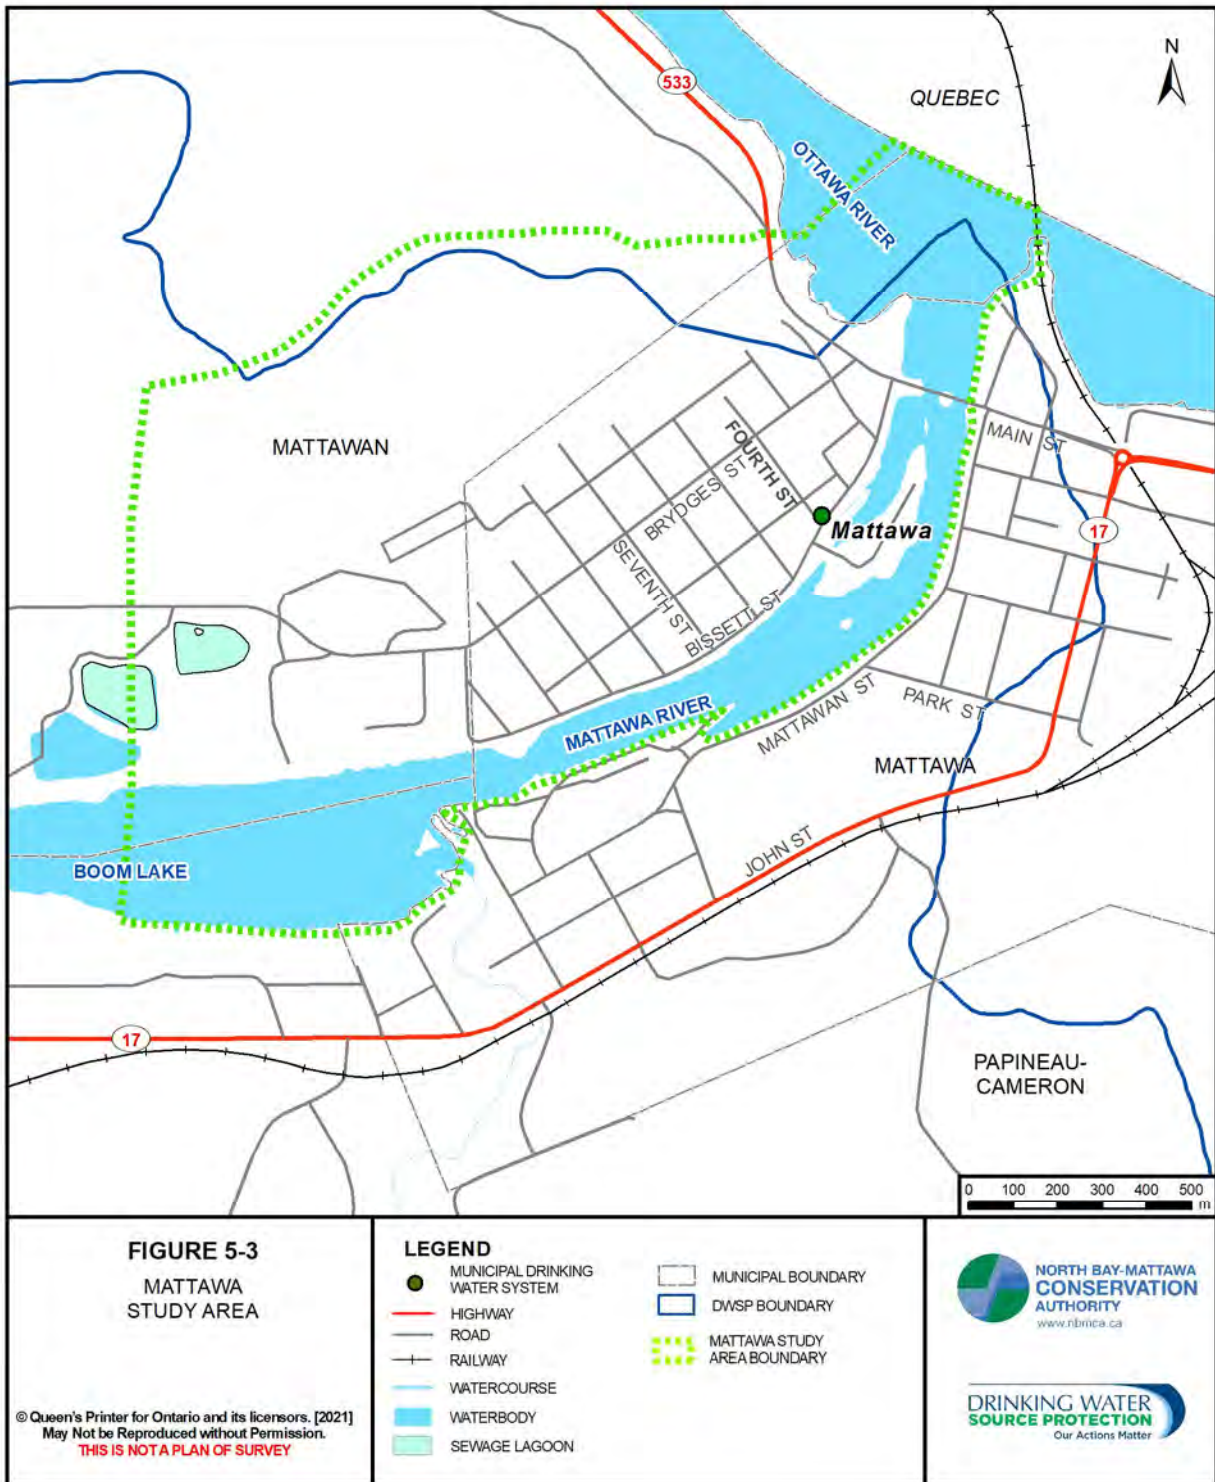 533
QUEBEC
N
OTTAWA RIVER
MATTAWAN
FOURTH ST
BRYDGES ST
MAIN ST
17
Mattawa
SEVENTH ST
BISSETT ST
MATTAWA RIVER
MATTAWAN ST
PARK ST
MATTAWA
JOHN ST
BOOM LAKE
17
PAPINEAU-
CAMERON
0 100 200 300 400 500
m
FIGURE 5-3
MATTAWA
STUDY AREA
© Queen's Printer for Ontario and its licensors. [2021]
May Not be Reproduced without Permission.
THIS IS NOT A PLAN OF SURVEY
LEGEND
MUNICIPAL DRINKING
WATER SYSTEM
HIGHWAY
ROAD
RAILWAY
WATERCOURSE
WATERBODY
SEWAGE LAGOON
MUNICIPAL BOUNDARY
DWSP BOUNDARY
MATTAWA STUDY
AREA BOUNDARY
NORTH BAY-MATTAWA
CONSERVATION
AUTHORITY
www.nbmca.ca
DRINKING WATER
SOURCE PROTECTION
Our Actions Matter